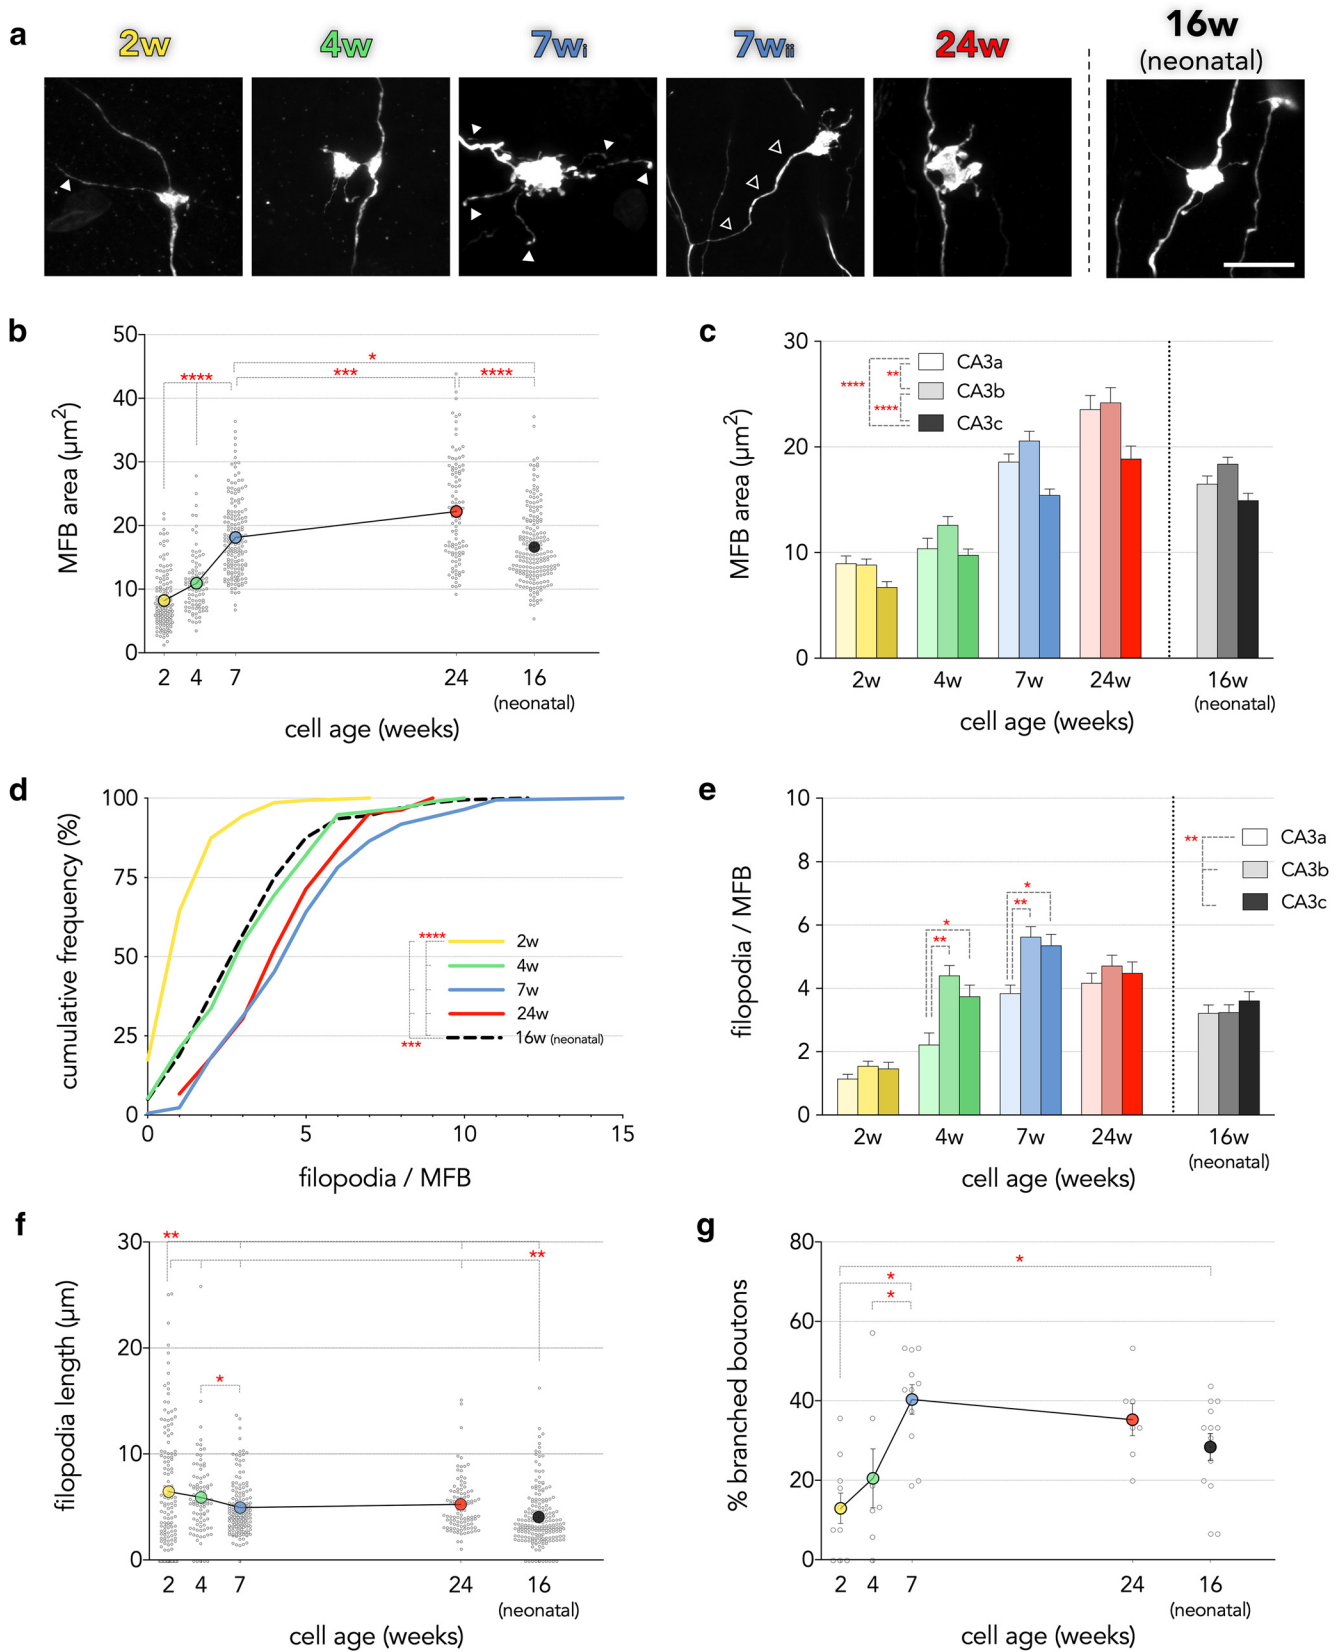 a
2w
4w
7wi
7wii
24w
16w
(neonatal)
b
50
40
30
20
10
0
MFB area (µm2)
****
*
***
****
2
4
7
24
16
(neonatal)
cell age (weeks)
c
30
20
10
0
MFB area (µm2)
****
**
****
CA3a
CA3b
CA3c
2w
4w
7w
24w
16w
(neonatal)
cell age (weeks)
d
100
75
50
25
0
cumulative frequency (%)
****
***
2w
4w
7w
24w
16w (neonatal)
0
5
10
15
filopodia / MFB
e
10
8
6
4
2
0
filopodia / MFB
*
**
*
**
**
CA3a
CA3b
CA3c
2w
4w
7w
24w
16w
(neonatal)
cell age (weeks)
f
30
20
10
0
filopodia length (µm)
**
**
*
2
4
7
24
16
(neonatal)
cell age (weeks)
g
80
60
40
20
0
% branched boutons
*
*
*
2
4
7
24
16
(neonatal)
cell age (weeks)